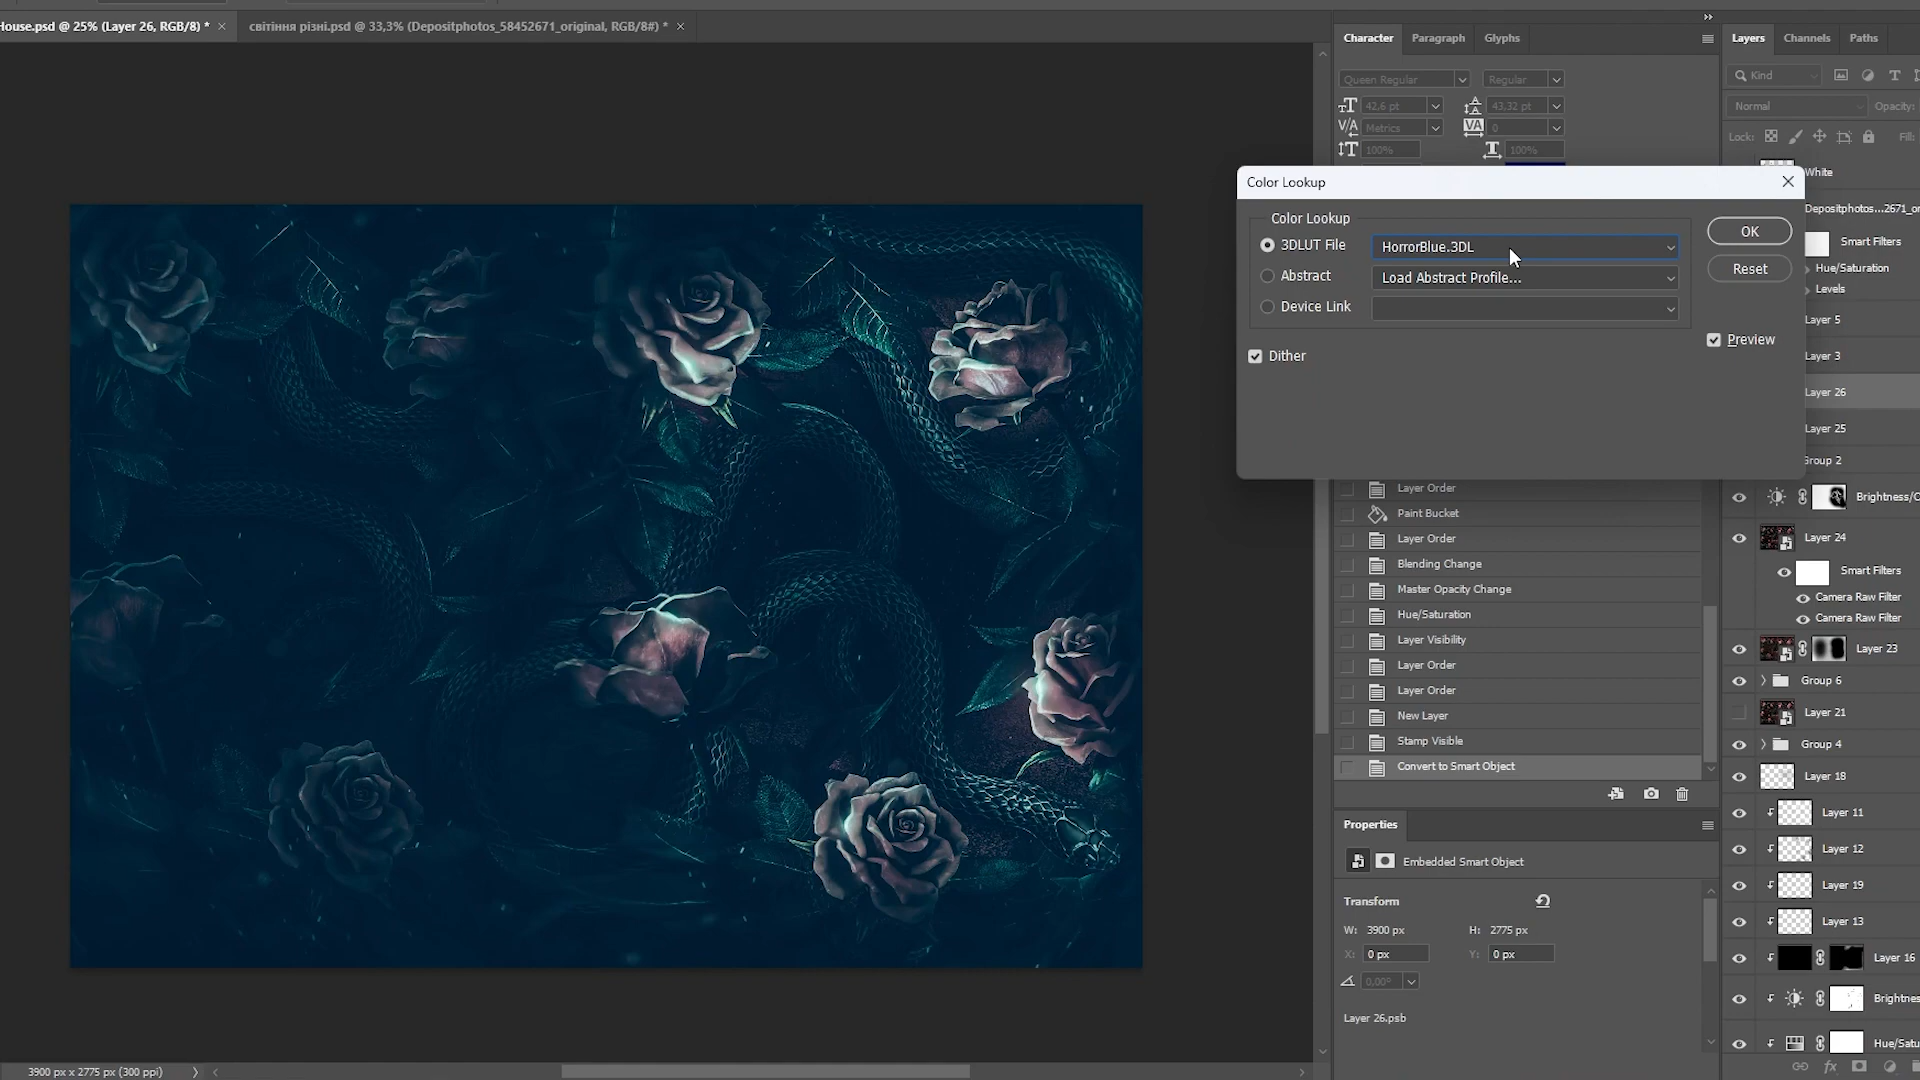 House.psd @ 25% (Layer 26, RGB/8) *
світіння різні.psd @ 33,3% (Depositphotos_58452671_original, RGB/8#) *
Character
Paragraph
Glyphs
Queen Regular
Regular
42,6 pt
43,32 pt
Metrics
0
100%
100%
Color Lookup
Color Lookup
3DLUT File
HorrorBlue.3DL
Abstract
Load Abstract Profile...
Device Link
Dither
OK
Reset
Preview
Layer Order
Paint Bucket
Layer Order
Blending Change
Master Opacity Change
Hue/Saturation
Layer Visibility
Layer Order
Layer Order
New Layer
Stamp Visible
Convert to Smart Object
Properties
Embedded Smart Object
Transform
W: 3900 px
H: 2775 px
X: 0 px
Y: 0 px
0,00°
Layer 26.psb
Layers
Channels
Paths
Kind
Normal
Opacity:
Lock:
Fill:
White
Depositphotos...2671_or
Smart Filters
Hue/Saturation
Levels
Layer 5
Layer 3
Layer 26
Layer 25
Group 2
Brightness/C
Layer 24
Smart Filters
Camera Raw Filter
Camera Raw Filter
Layer 23
Group 6
Layer 21
Group 4
Layer 18
Layer 11
Layer 12
Layer 19
Layer 13
Layer 16
Brightnes
Hue/Satu
3900 px x 2775 px (300 ppi)